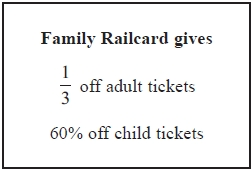 Family Railcard gives
1/3 off adult tickets
60% off child tickets